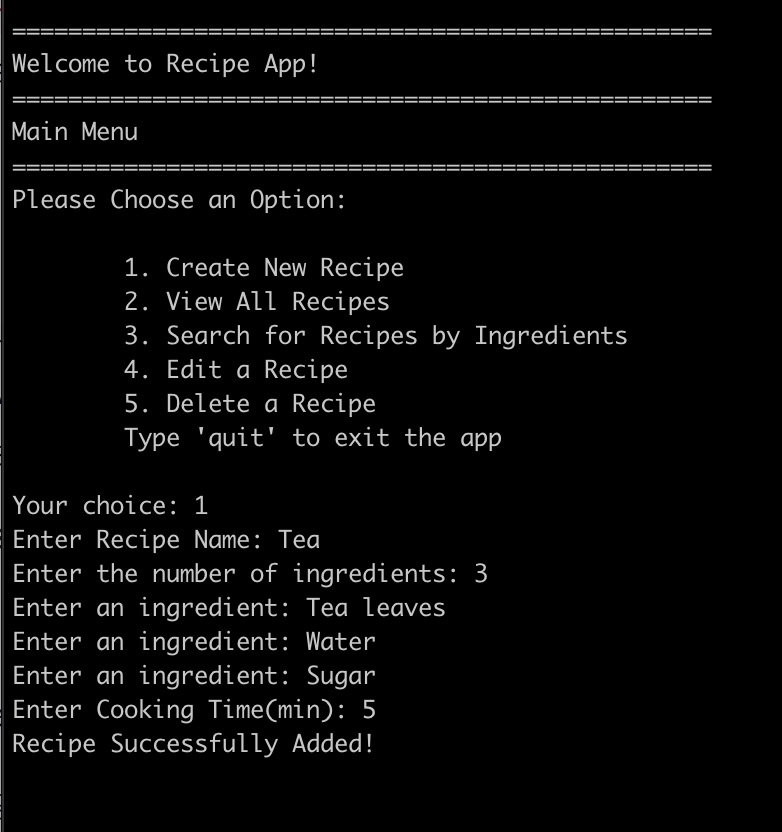 ==================================================
Welcome to Recipe App!
==================================================
Main Menu
==================================================
Please Choose an Option:
1. Create New Recipe
2. View All Recipes
3. Search for Recipes by Ingredients
4. Edit a Recipe
5. Delete a Recipe
Type 'quit' to exit the app
Your choice: 1
Enter Recipe Name: Tea
Enter the number of ingredients: 3
Enter an ingredient: Tea leaves
Enter an ingredient: Water
Enter an ingredient: Sugar
Enter Cooking Time(min): 5
Recipe Successfully Added!